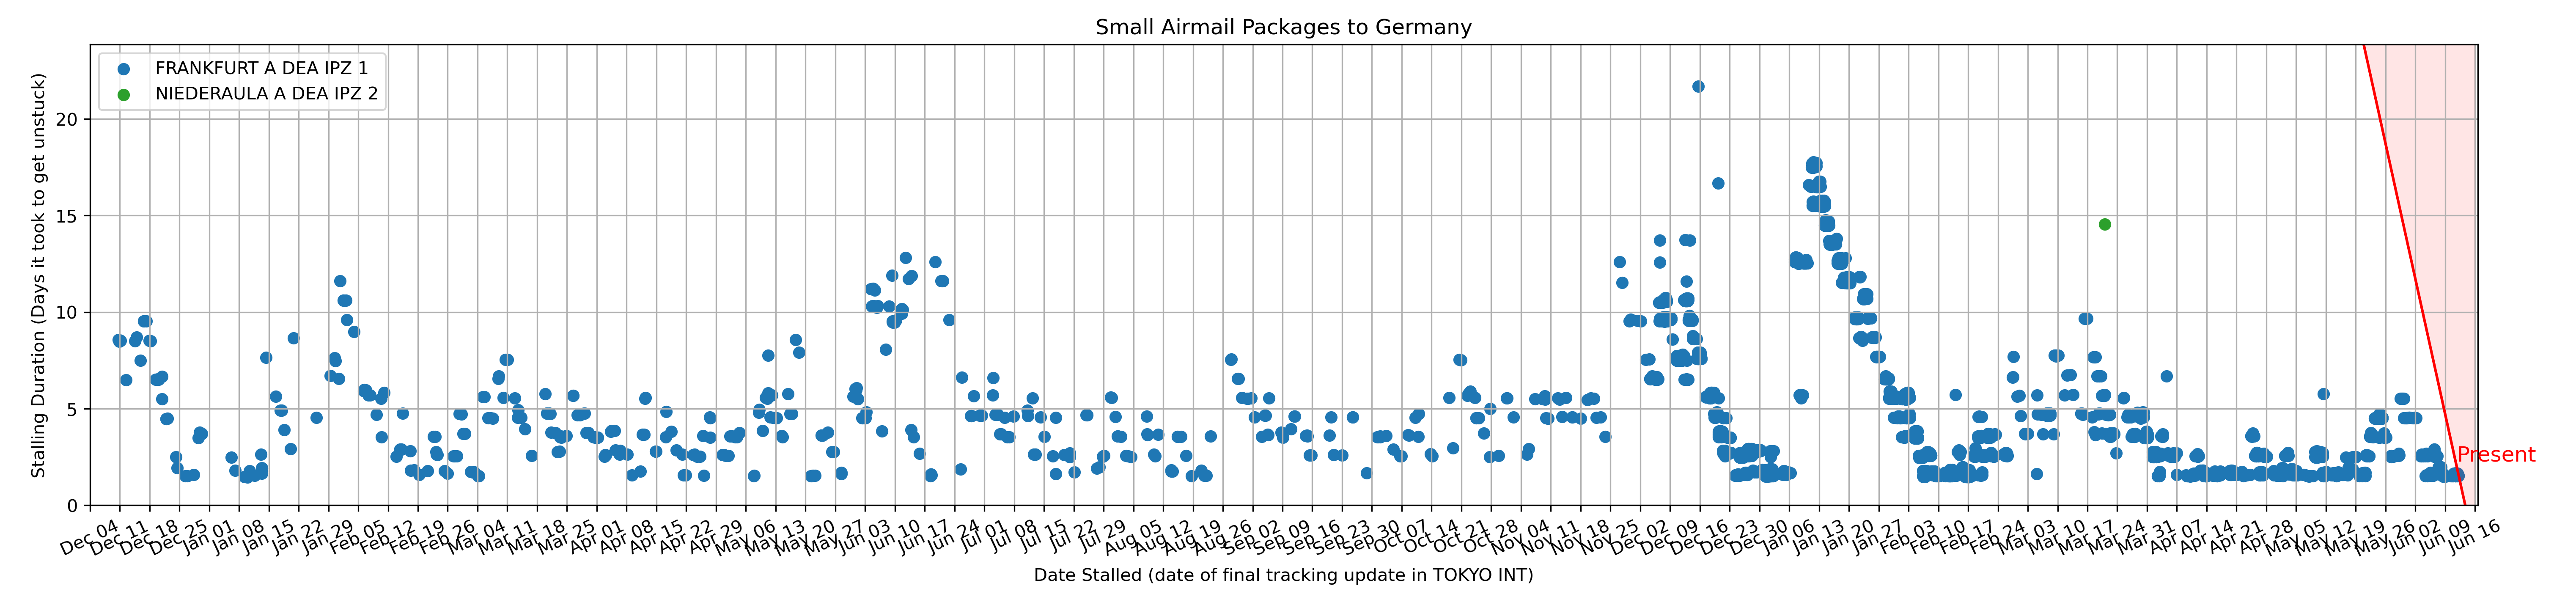 Small Airmail Packages to Germany
FRANKFURT A DEA IPZ 1
NIEDERAULA A DEA IPZ 2
Stalling Duration (Days it took to get unstuck)
20
15
10
5
0
Present
Dec 04 Dec 11 Dec 18 Dec 25 Jan 01 Jan 08 Jan 15 Jan 22 Jan 29 Feb 05 Feb 12 Feb 19 Feb 26 Mar 04 Mar 11 Mar 18 Mar 25 Apr 01 Apr 08 Apr 15 Apr 22 Apr 29 May 06 May 13 May 20 May 27 Jun 03 Jun 10 Jun 17 Jun 24 Jul 01 Jul 08 Jul 15 Jul 22 Jul 29 Aug 05 Aug 12 Aug 19 Aug 26 Sep 02 Sep 09 Sep 16 Sep 23 Sep 30 Oct 07 Oct 14 Oct 21 Oct 28 Nov 04 Nov 11 Nov 18 Nov 25 Dec 02 Dec 09 Dec 16 Dec 23 Dec 30 Jan 06 Jan 13 Jan 20 Jan 27 Feb 03 Feb 10 Feb 17 Feb 24 Mar 03 Mar 10 Mar 17 Mar 24 Mar 31 Apr 07 Apr 14 Apr 21 Apr 28 May 05 May 12 May 19 May 26 Jun 02 Jun 09 Jun 16
Date Stalled (date of final tracking update in TOKYO INT)